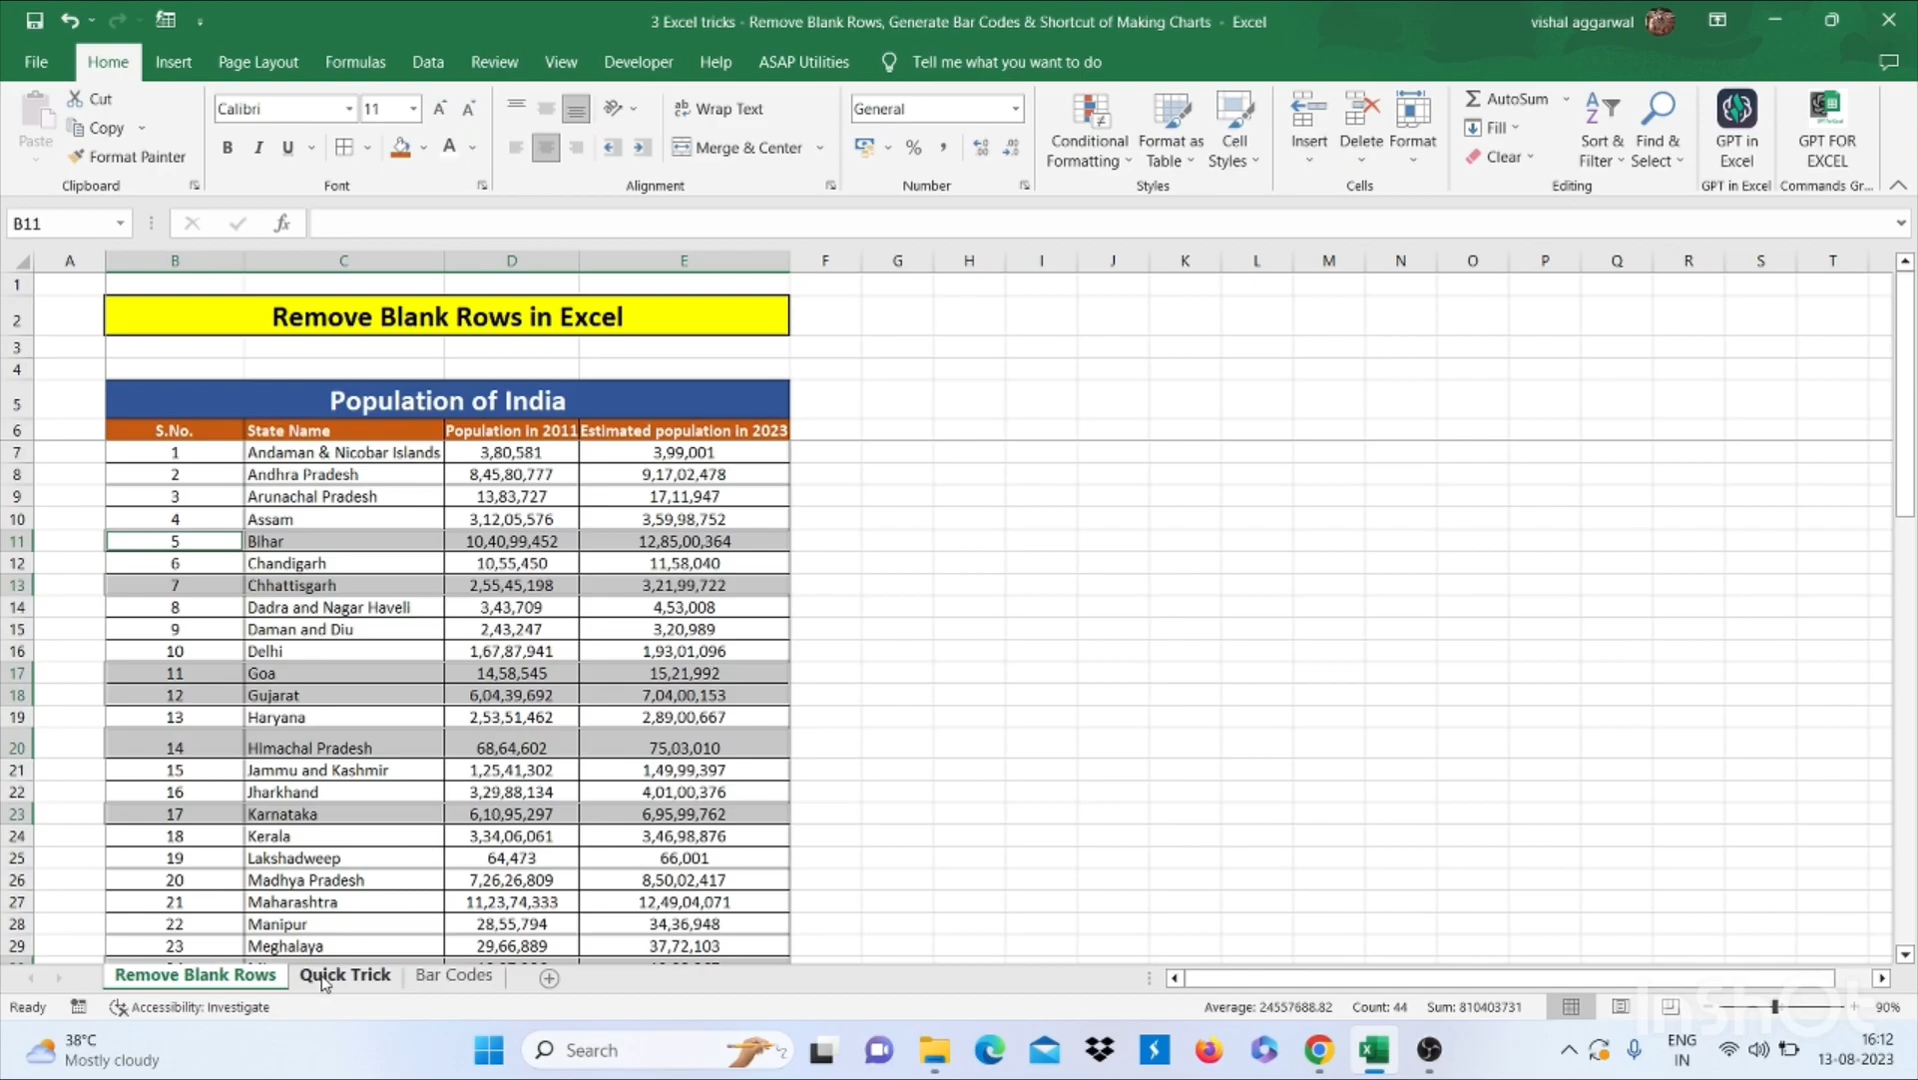 3 Excel tricks - Remove Blank Rows, Generate Bar Codes & Shortcut of Making Charts - Excel
vishal aggarwal
File Home Insert Page Layout Formulas Data Review View Developer Help ASAP Utilities Tell me what you want to do
Paste
Cut
Copy
Format Painter
Clipboard
Calibri 11
B I U
A
Font
Wrap Text
Merge & Center
Alignment
General
%
Number
Conditional Formatting
Format as Table
Cell Styles
Styles
Insert Delete Format
Cells
AutoSum
Fill
Clear
Sort & Filter
Find & Select
Editing
GPT in Excel
GPT in Excel
GPT FOR EXCEL
Commands Gr...
B11
fx
A B C D E F G H I J K L M N O P Q R S T
1
2 Remove Blank Rows in Excel
3
4
5 Population of India
6 S.No. State Name Population in 2011 Estimated population in 2023
7 1 Andaman & Nicobar Islands 3,80,581 3,99,001
8 2 Andhra Pradesh 8,45,80,777 9,17,02,478
9 3 Arunachal Pradesh 13,83,727 17,11,947
10 4 Assam 3,12,05,576 3,59,98,752
11 5 Bihar 10,40,99,452 12,85,00,364
12 6 Chandigarh 10,55,450 11,58,040
13 7 Chhattisgarh 2,55,45,198 3,21,99,722
14 8 Dadra and Nagar Haveli 3,43,709 4,53,008
15 9 Daman and Diu 2,43,247 3,20,989
16 10 Delhi 1,67,87,941 1,93,01,096
17 11 Goa 14,58,545 15,21,992
18 12 Gujarat 6,04,39,692 7,04,00,153
19 13 Haryana 2,53,51,462 2,89,00,667
20 14 Himachal Pradesh 68,64,602 75,03,010
21 15 Jammu and Kashmir 1,25,41,302 1,49,99,397
22 16 Jharkhand 3,29,88,134 4,01,00,376
23 17 Karnataka 6,10,95,297 6,95,99,762
24 18 Kerala 3,34,06,061 3,46,98,876
25 19 Lakshadweep 64,473 66,001
26 20 Madhya Pradesh 7,26,26,809 8,50,02,417
27 21 Maharashtra 11,23,74,333 12,49,04,071
28 22 Manipur 28,55,794 34,36,948
29 23 Meghalaya 29,66,889 37,72,103
Remove Blank Rows Quick Trick Bar Codes
Ready Accessibility: Investigate Average: 24557688.82 Count: 44 Sum: 810403731 90%
InShOt
38°C
Mostly cloudy
Search
ENG
IN
16:12
13-08-2023